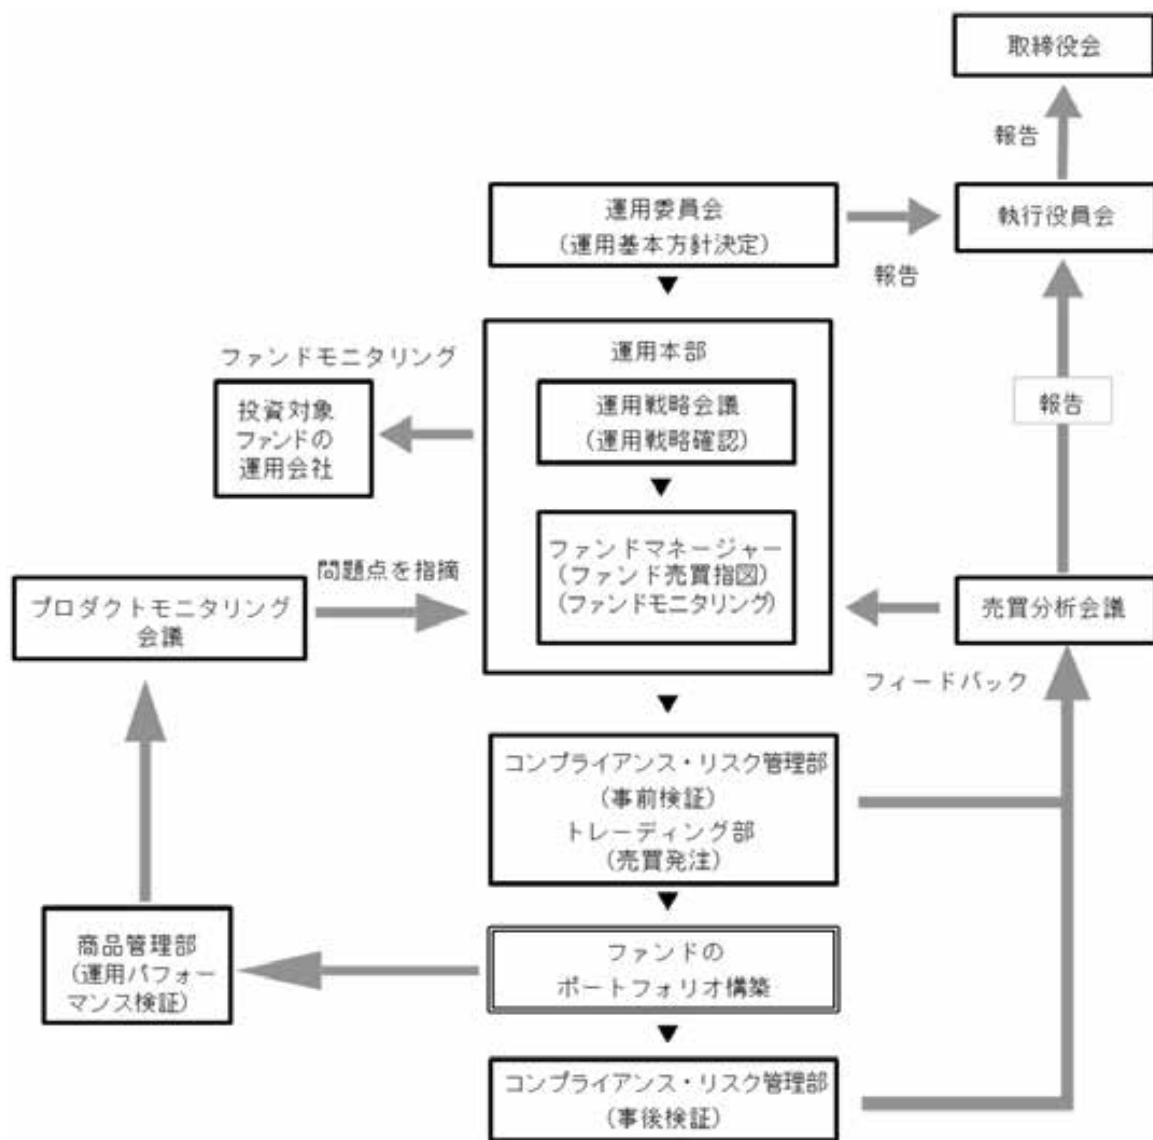 取締役会
報告
運用委員会
(運用基本方針決定)
執行役員会
報告
運用本部
ファンドモニタリング
投資対象
ファンドの
運用会社
運用戦略会議
(運用戦略確認)
報告
ファンドマネージャー
(ファンド売買指図)
(ファンドモニタリング)
問題点を指摘
プロダクトモニタリング
会議
売買分析会議
フィードバック
コンプライアンス・リスク管理部
(事前検証)
トレーディング部
(売買発注)
商品管理部
(運用パフォー
マンス検証)
ファンドの
ポートフォリオ構築
コンプライアンス・リスク管理部
(事後検証)